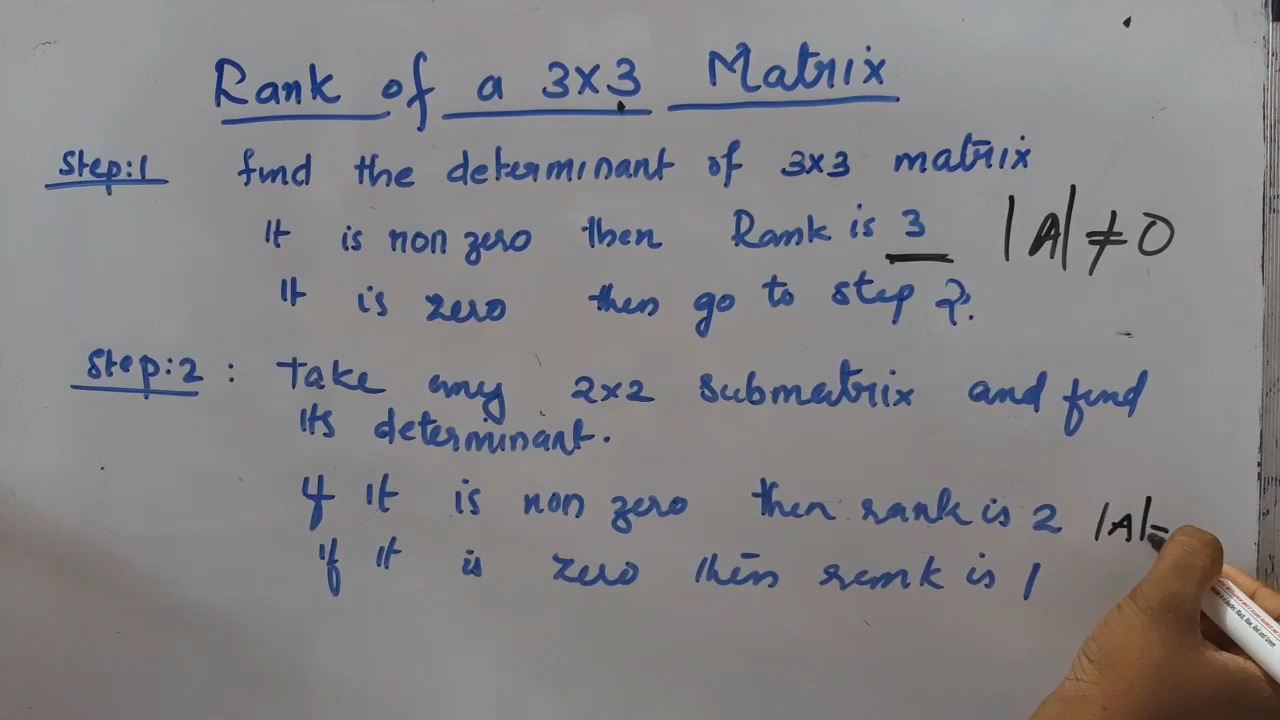 Rank of a 3x3 Matrix
Step:1 find the determinant of 3x3 matrix
It is non zero then Rank is 3 |A| ≠ 0
It is zero then go to step 2.
Step:2 : Take any 2x2 submatrix and find
its determinant.
If it is non zero then rank is 2 |A| =
if it is zero then rank is 1